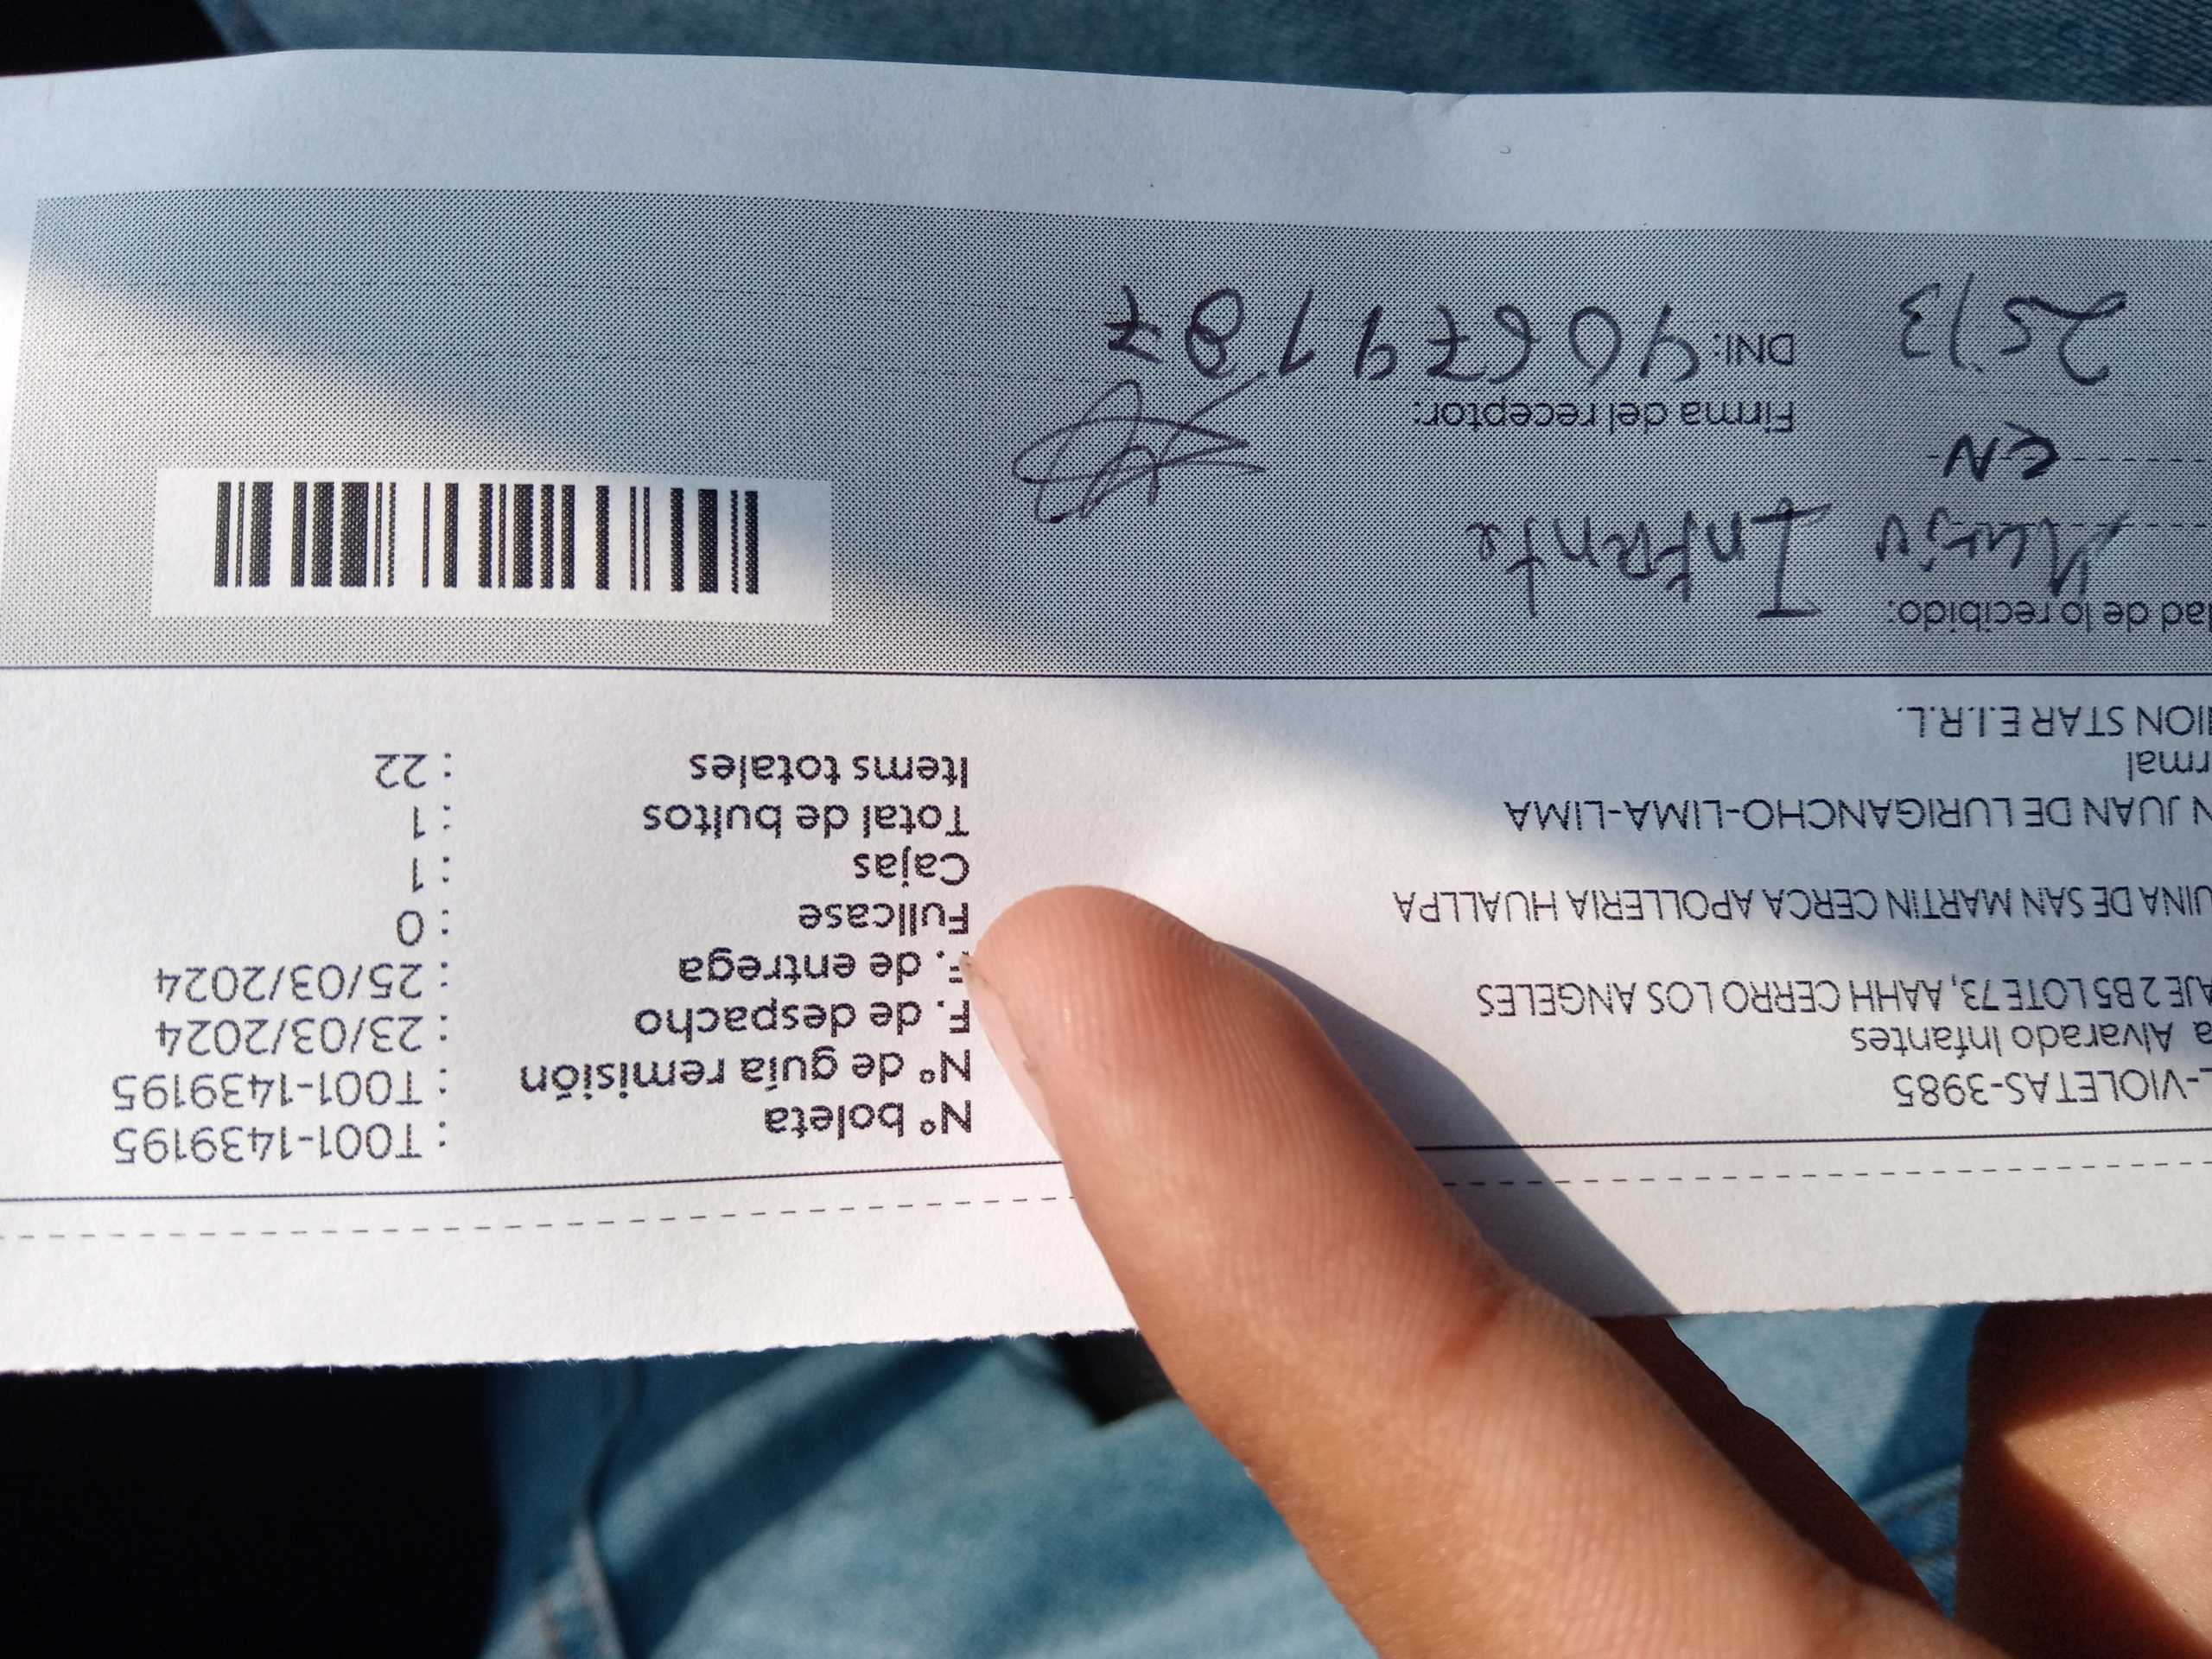 L-VIOLETAS-3985
a Alvarado Infantes
AJE 2 B5 LOTE 73, AAHH CERRO LOS ANGELES
UINA DE SAN MARTIN CERCA APOLLERIA HUALLPA
N JUAN DE LURIGANCHO-LIMA-LIMA
rmal
IION STAR E.I.R.L.
N° boleta : T001-1439195
N° de guía remisión : T001-1439195
F. de despacho : 23/03/2024
F. de entrega : 25/03/2024
Fullcase : 0
Cajas : 1
Total de bultos : 1
Items totales : 22
dad de lo recibido:
Infante
EN
Firma del receptor:
25/3
DNI: 40679187